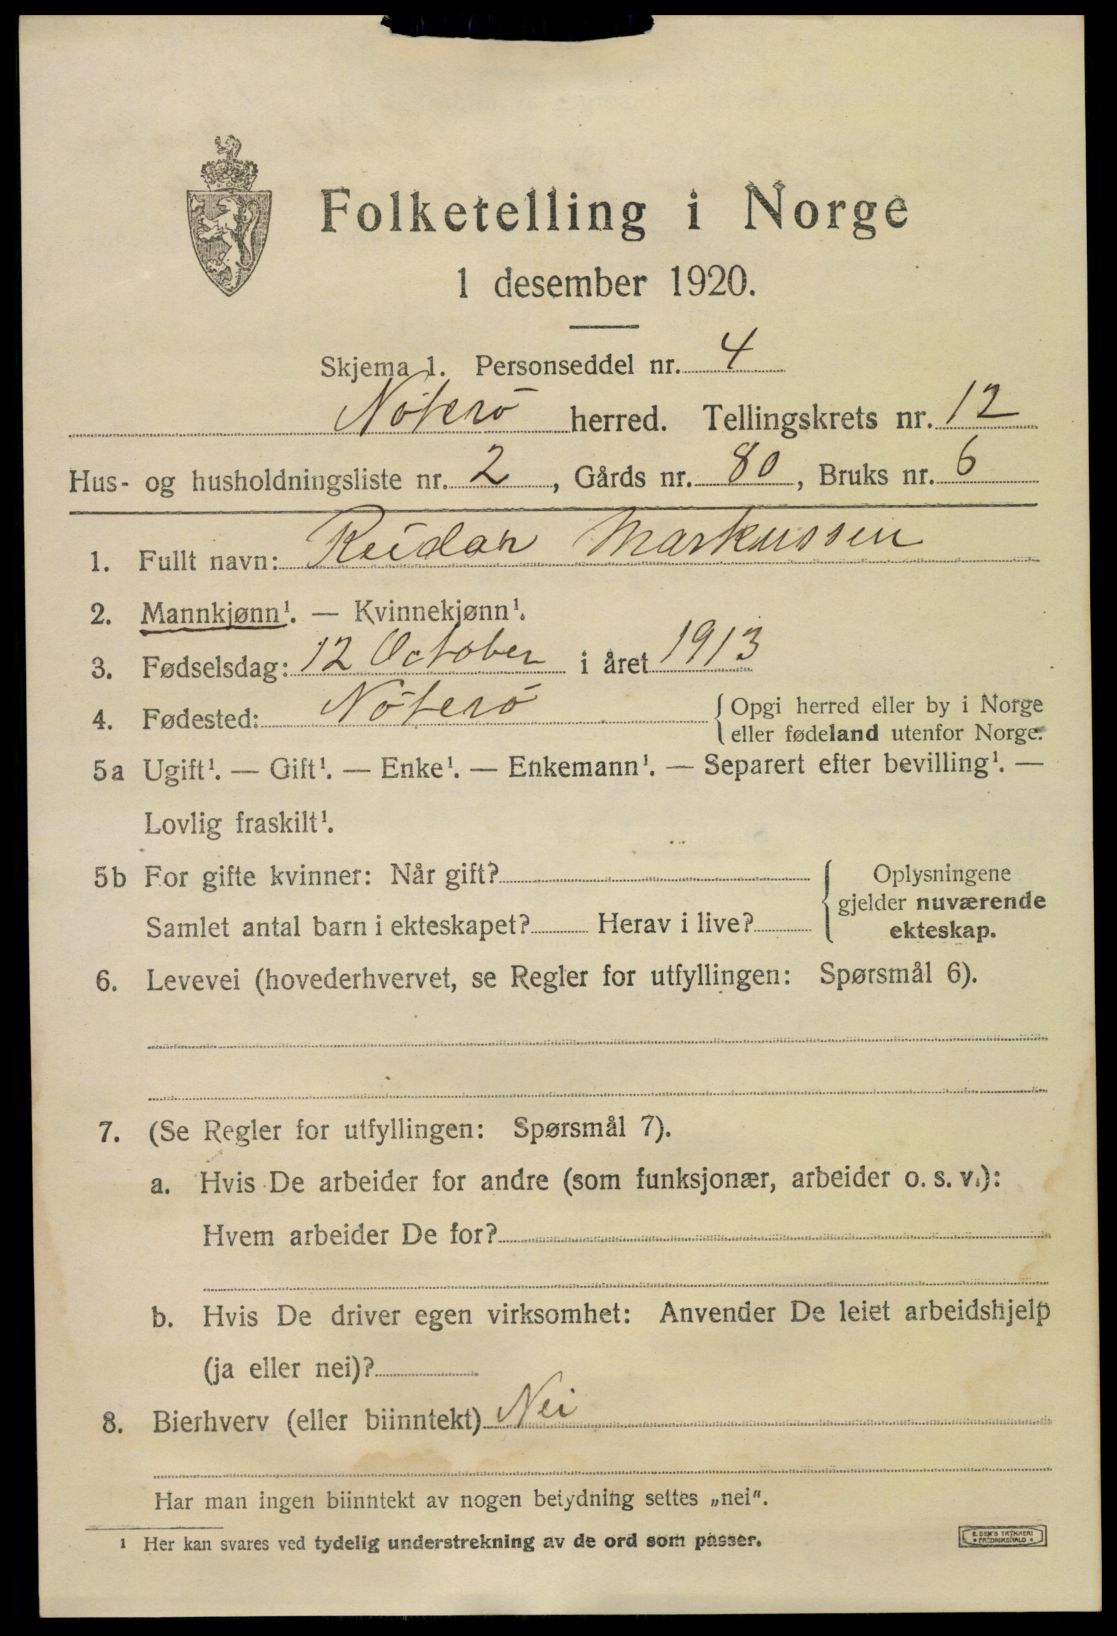 Folketelling i Norge
1 desember 1920.
Skjema 1. Personseddel nr. 4
Nøterø herred. Tellingskrets nr. 12
Hus- og husholdningsliste nr. 2, Gårds nr. 80, Bruks nr. 6
1. Fullt navn: Reidar Markussen
2. Mannkjønn¹. — Kvinnekjønn¹.
3. Fødselsdag: 12 October i året 1913
4. Fødested: Nøterø { Opgi herred eller by i Norge
eller fødeland utenfor Norge.
5a Ugift¹. — Gift¹. — Enke¹. — Enkemann¹. — Separert efter bevilling¹. —
Lovlig fraskilt¹.
5b For gifte kvinner: Når gift?
Samlet antal barn i ekteskapet? Herav i live?
Oplysningene
gjelder nuværende
ekteskap.
6. Levevei (hovederhvervet, se Regler for utfyllingen: Spørsmål 6).
7. (Se Regler for utfyllingen: Spørsmål 7).
a. Hvis De arbeider for andre (som funksjonær, arbeider o. s. v.):
Hvem arbeider De for?
b. Hvis De driver egen virksomhet: Anvender De leiet arbeidshjelp
(ja eller nei)?
8. Bierhverv (eller biinntekt) Nei
Har man ingen biinntekt av nogen betydning settes „nei“.
¹ Her kan svares ved tydelig understrekning av de ord som passer.
E. SEM'S TRYKKERI
• FREDRIKSHALD •